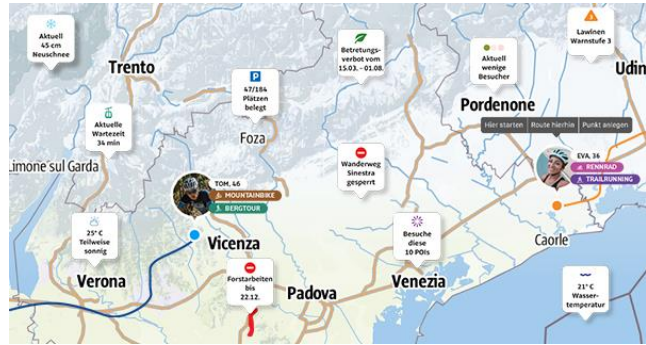 Aktuell
45 cm
Neuschnee
Trento
Betretungs-
verbot vom
15.03. - 01.08.
Aktuell
wenige
Besucher
Lawinen
Warnstufe 3
Udin
P
47/184
Plätzen
belegt
Pordenone
Aktuelle
Wartezeit
34 min
Foza
Hier starten
Route hierhin
Punkt anlegen
Limone sul Garda
Wanderweg
Sinestra
gesperrt
EVA, 36
RENNRAD
TRAILRUNNING
TOM, 46
MOUNTAINBIKE
BERGTOUR
25° C
Teilweise
sonnig
Vicenza
Besuche
diese
10 POIs
Caorle
Verona
Forstarbeiten
bis
22.12.
Padova
Venezia
21° C
Wasser-
temperatur